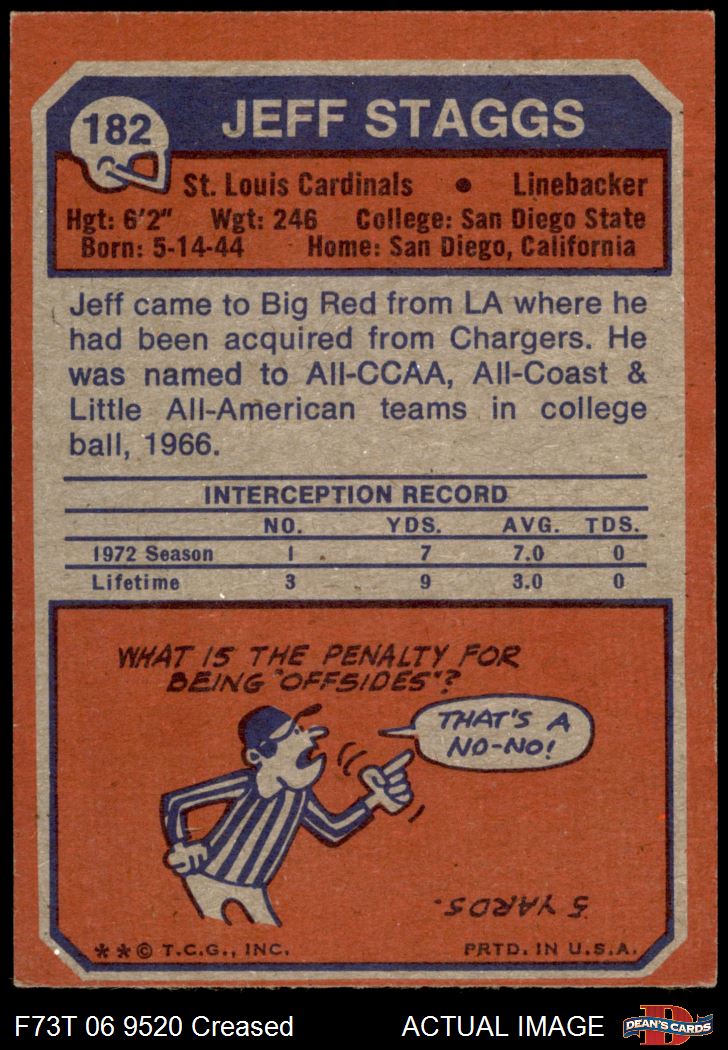 182
JEFF STAGGS
St. Louis Cardinals • Linebacker
Hgt: 6'2" Wgt: 246 College: San Diego State
Born: 5-14-44 Home: San Diego, California
Jeff came to Big Red from LA where he
had been acquired from Chargers. He
was named to All-CCAA, All-Coast &
Little All-American teams in college
ball, 1966.
INTERCEPTION RECORD
NO. YDS. AVG. TDS.
1972 Season 1 7 7.0 0
Lifetime 3 9 3.0 0
WHAT IS THE PENALTY FOR
BEING "OFFSIDES"?
THAT'S A
NO-NO!
5 YARDS.
**© T.C.G., INC. PRTD. IN U.S.A.
F73T 06 9520 Creased ACTUAL IMAGE
D
DEAN'S CARDS